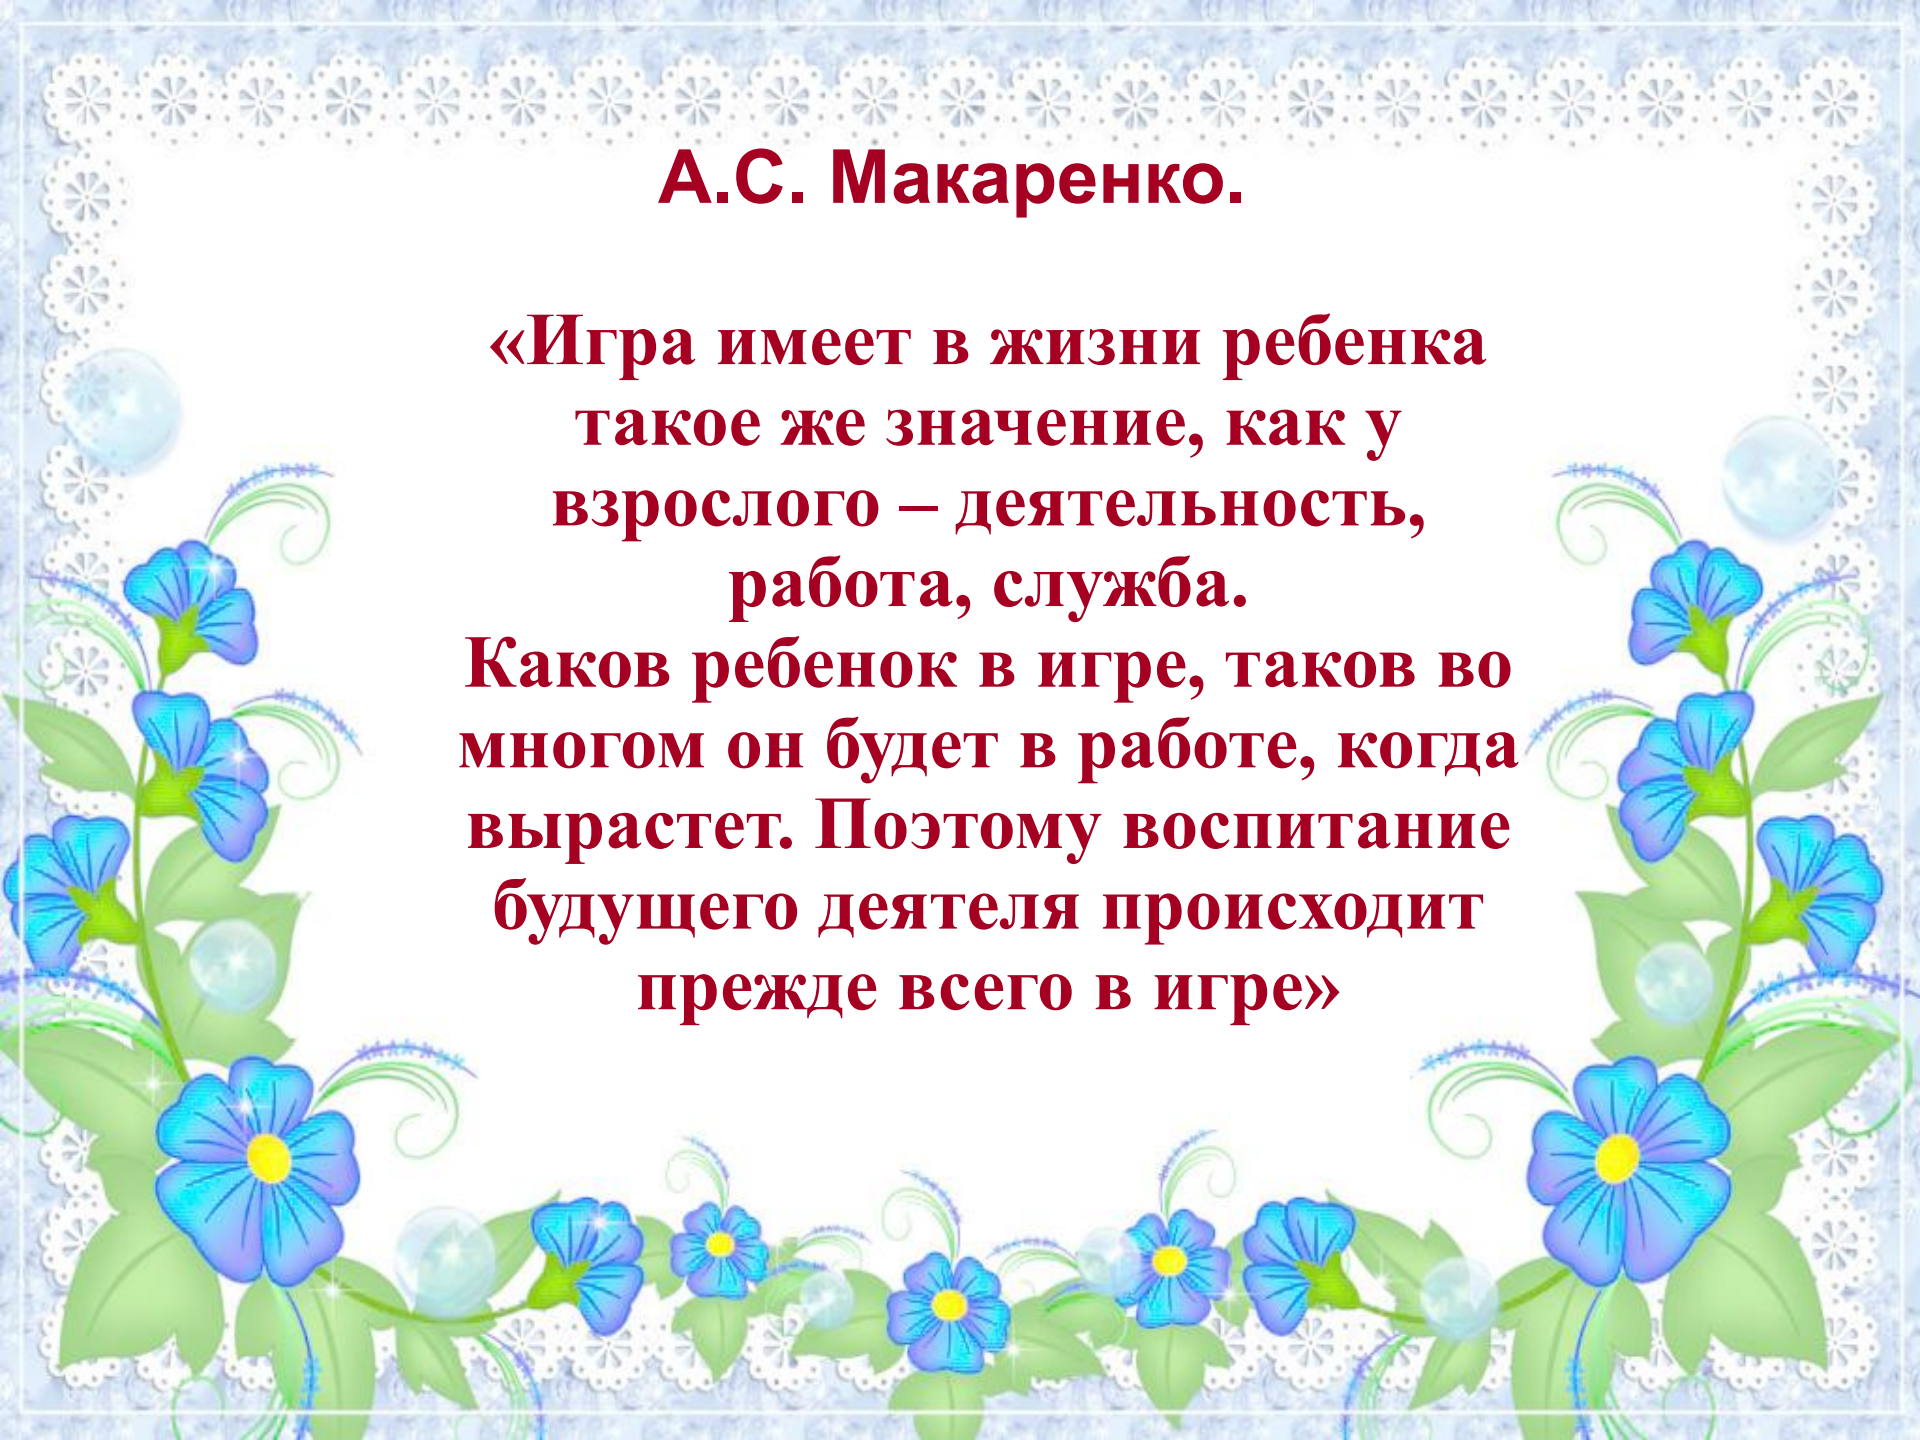 А.С. Макаренко.
«Игра имеет в жизни ребенка
такое же значение, как у
взрослого – деятельность,
работа, служба.
Каков ребенок в игре, таков во
многом он будет в работе, когда
вырастет. Поэтому воспитание
будущего деятеля происходит
прежде всего в игре»